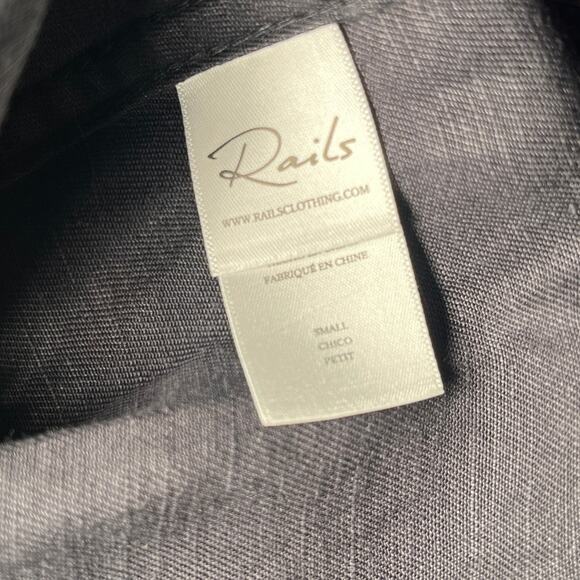 Rails
WWW.RAILSCLOTHING.COM
FABRIQUÉ EN CHINE
SMALL
CHICO
PETIT